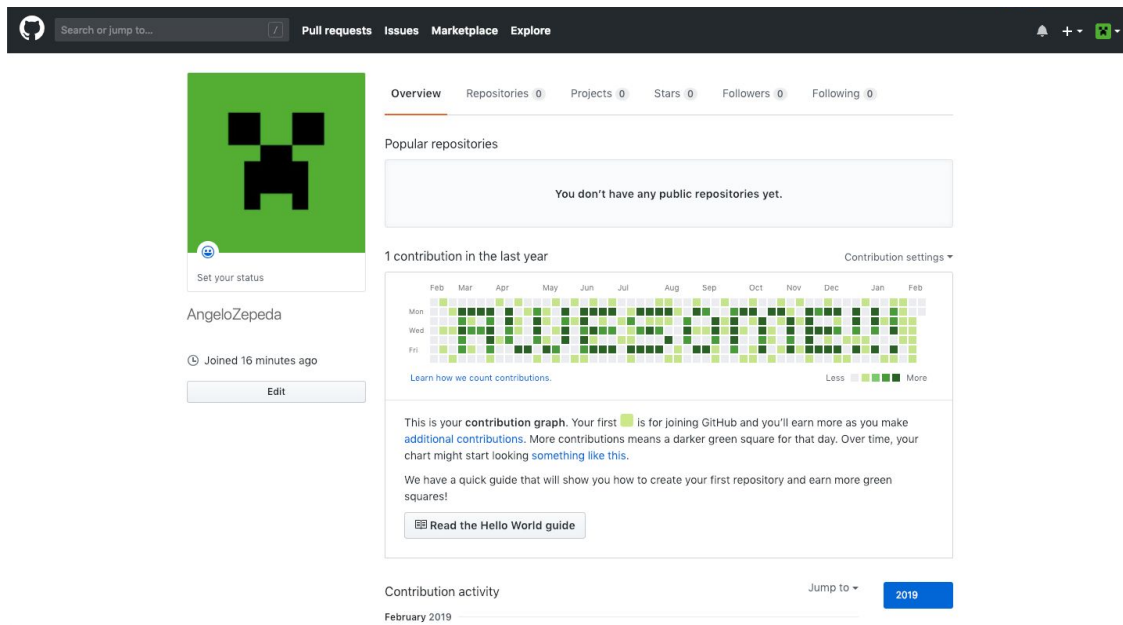 Search or jump to...
/
Pull requests Issues Marketplace Explore
Overview Repositories 0 Projects 0 Stars 0 Followers 0 Following 0
Popular repositories
You don't have any public repositories yet.
1 contribution in the last year
Contribution settings
Set your status
AngeloZepeda
Joined 16 minutes ago
Edit
Feb Mar Apr May Jun Jul Aug Sep Oct Nov Dec Jan Feb
Mon
Wed
Fri
Learn how we count contributions.
Less More
This is your contribution graph. Your first is for joining GitHub and you'll earn more as you make
additional contributions. More contributions means a darker green square for that day. Over time, your
chart might start looking something like this.
We have a quick guide that will show you how to create your first repository and earn more green
squares!
Read the Hello World guide
Contribution activity
Jump to
2019
February 2019